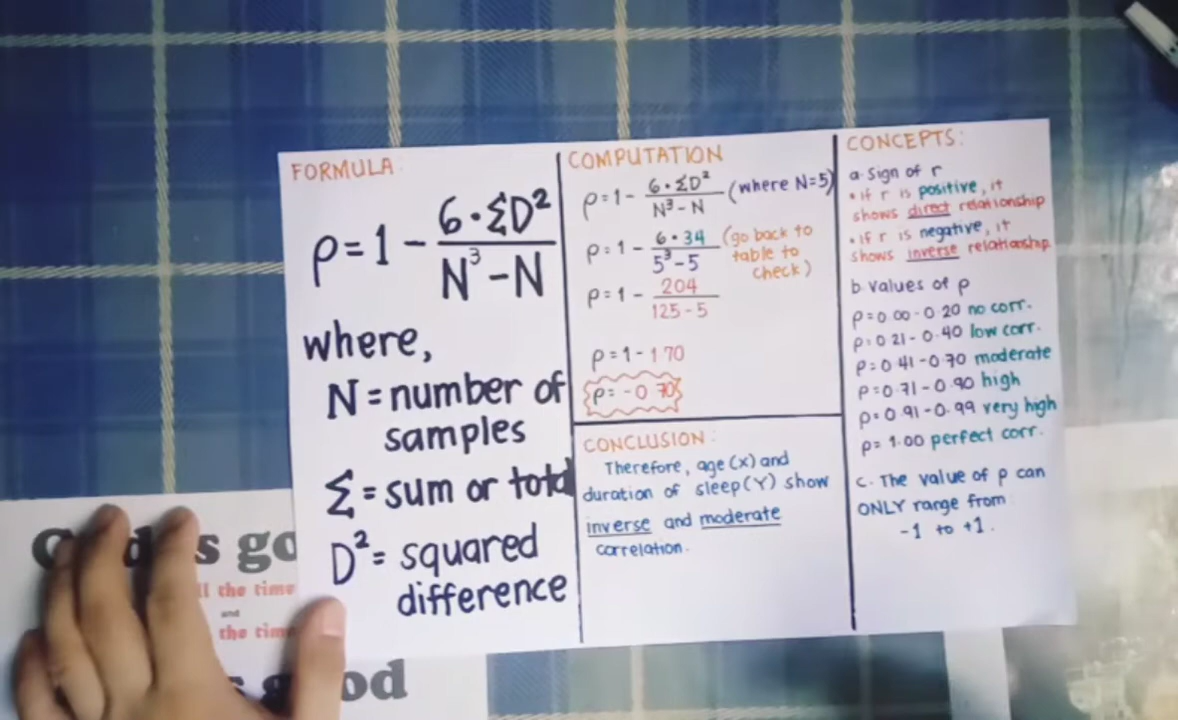 FORMULA:
ρ = 1 - 6·ΣD² / N³ - N
where,
N = number of
samples
Σ = sum or total
D² = squared
difference
COMPUTATION
ρ = 1 - 6·ΣD² / N³ - N (where N=5)
ρ = 1 - 6·34 / 5³ - 5 (go back to
table to
check)
ρ = 1 - 204 / 125 - 5
ρ = 1 - 1.70
ρ = -0.70
CONCLUSION:
Therefore, age (x) and
duration of sleep (Y) show
inverse and moderate
correlation.
CONCEPTS:
a. Sign of r
• if r is positive, it
shows direct relationship
• if r is negative, it
shows inverse relationship
b. Values of ρ
ρ = 0.00 - 0.20 no corr.
ρ = 0.21 - 0.40 low corr.
ρ = 0.41 - 0.70 moderate
ρ = 0.71 - 0.90 high
ρ = 0.91 - 0.99 very high
ρ = 1.00 perfect corr.
c. The value of ρ can
ONLY range from
-1 to +1.
the time
and
the time